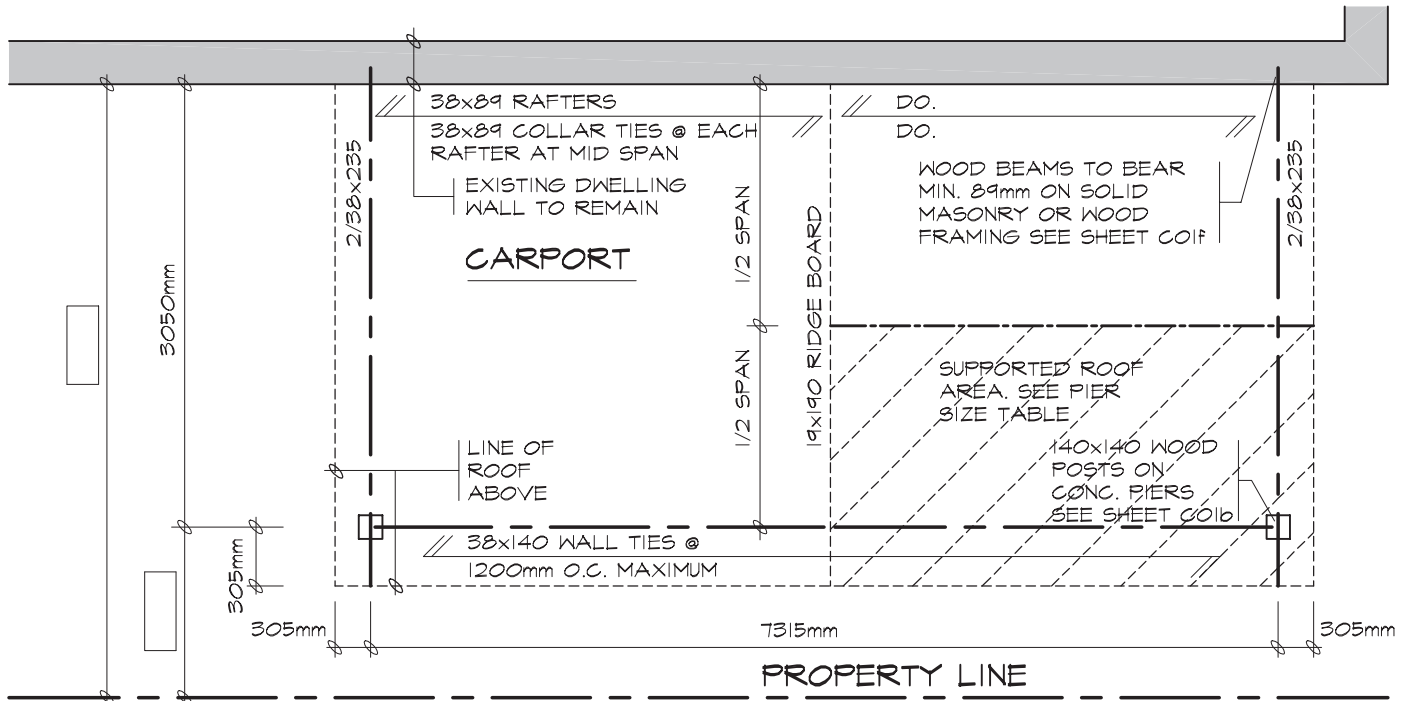 38x89 RAFTERS
38x89 COLLAR TIES @ EACH
RAFTER AT MID SPAN
DO.
DO.
2/38x235
EXISTING DWELLING
WALL TO REMAIN
CARPORT
WOOD BEAMS TO BEAR
MIN. 89mm ON SOLID
MASONRY OR WOOD
FRAMING SEE SHEET C01f
2/38x235
1/2 SPAN
1/2 SPAN
19x190 RIDGE BOARD
3050mm
SUPPORTED ROOF
AREA. SEE PIER
SIZE TABLE
LINE OF
ROOF
ABOVE
140x140 WOOD
POSTS ON
CONC. PIERS
SEE SHEET C01b
38x140 WALL TIES @
1200mm O.C. MAXIMUM
305mm
305mm
7315mm
305mm
PROPERTY LINE